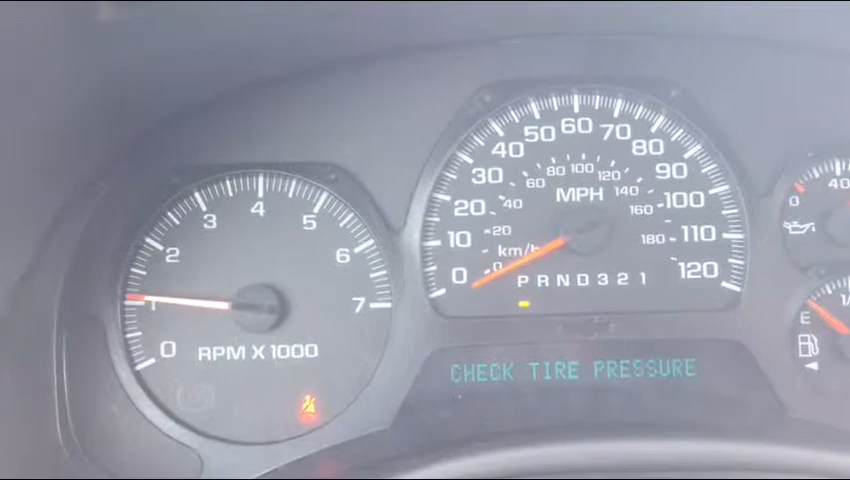 0 1 2 3 4 5 6 7
RPM X 1000
0 10 20 30 40 50 60 70 80 90 100 110 120
MPH
0 20 40 60 80 100 120 140 160 180
km/h
P R N D 3 2 1
CHECK TIRE PRESSURE
0 40
E